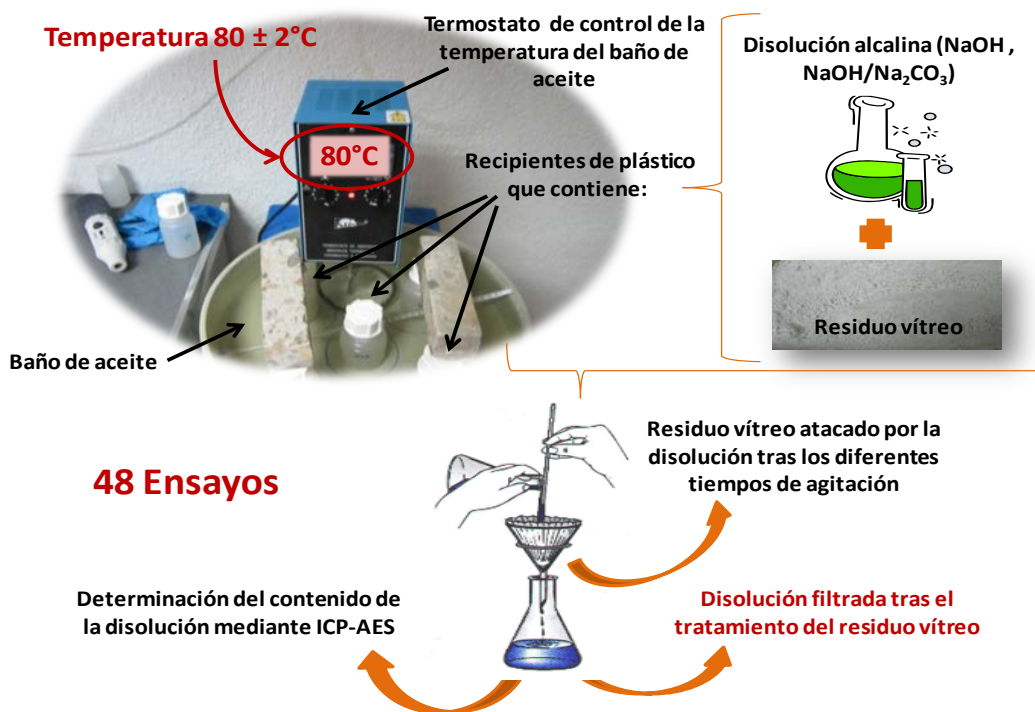 Temperatura 80 ± 2°C
Termostato de control de la
temperatura del baño de
aceite
80°C
Recipientes de plástico
que contiene:
Baño de aceite
Disolución alcalina (NaOH ,
NaOH/Na₂CO₃)
Residuo vítreo
48 Ensayos
Residuo vítreo atacado por la
disolución tras los diferentes
tiempos de agitación
Determinación del contenido de
la disolución mediante ICP-AES
Disolución filtrada tras el
tratamiento del residuo vítreo